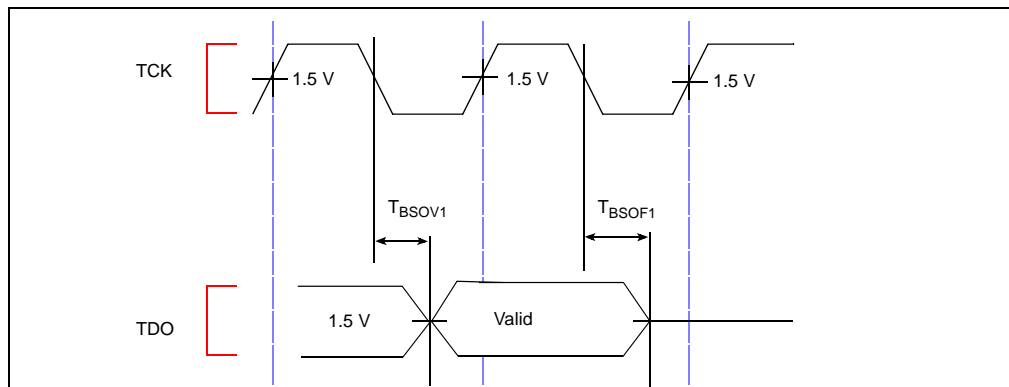 TCK
1.5 V
1.5 V
1.5 V
TBSOV1
TBSOF1
TDO
1.5 V
Valid